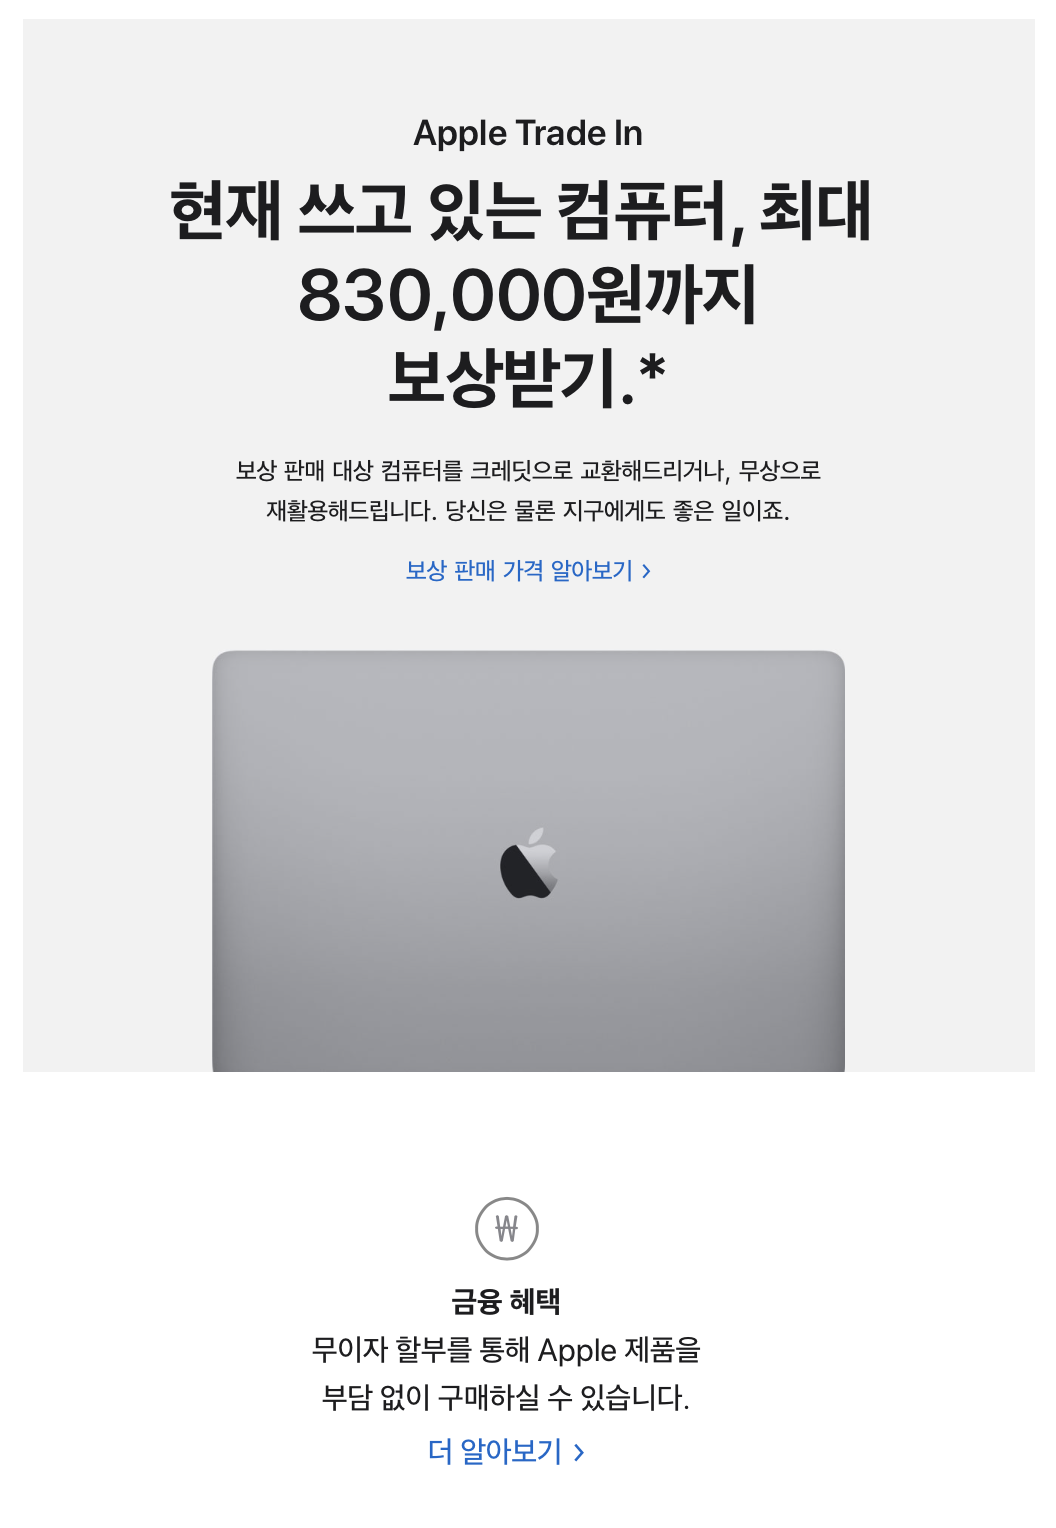 Apple Trade In
현재 쓰고 있는 컴퓨터, 최대
830,000원까지
보상받기.*
보상 판매 대상 컴퓨터를 크레딧으로 교환해드리거나, 무상으로
재활용해드립니다. 당신은 물론 지구에게도 좋은 일이죠.
보상 판매 가격 알아보기 >
₩
금융 혜택
무이자 할부를 통해 Apple 제품을
부담 없이 구매하실 수 있습니다.
더 알아보기 >